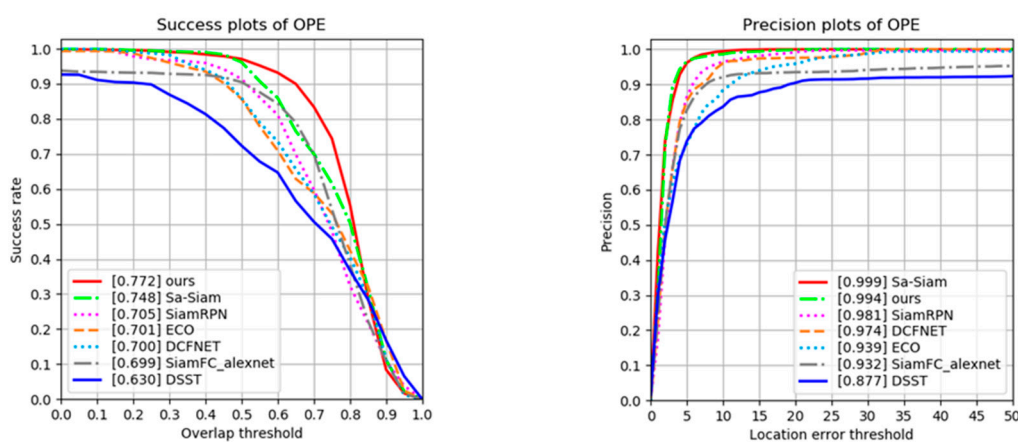 Success plots of OPE
1.0
0.9
0.8
0.7
0.6
0.5
0.4
0.3
0.2
0.1
0.0
Success rate
[0.772] ours
[0.748] Sa-Siam
[0.705] SiamRPN
[0.701] ECO
[0.700] DCFNET
[0.699] SiamFC_alexnet
[0.630] DSST
0.0 0.1 0.2 0.3 0.4 0.5 0.6 0.7 0.8 0.9 1.0
Overlap threshold
Precision plots of OPE
1.0
0.9
0.8
0.7
0.6
0.5
0.4
0.3
0.2
0.1
0.0
Precision
[0.999] Sa-Siam
[0.994] ours
[0.981] SiamRPN
[0.974] DCFNET
[0.939] ECO
[0.932] SiamFC_alexnet
[0.877] DSST
0 5 10 15 20 25 30 35 40 45 50
Location error threshold